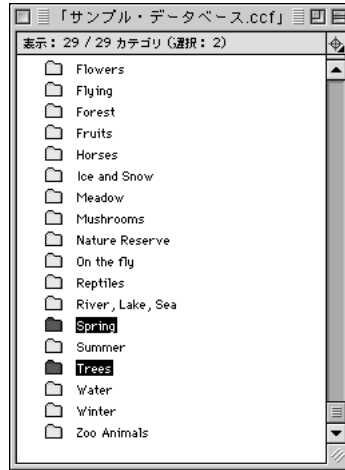 「サンプル・データベース.ccf」
表示：29 / 29 カテゴリ（選択：2）
Flowers
Flying
Forest
Fruits
Horses
Ice and Snow
Meadow
Mushrooms
Nature Reserve
On the fly
Reptiles
River, Lake, Sea
Spring
Summer
Trees
Water
Winter
Zoo Animals